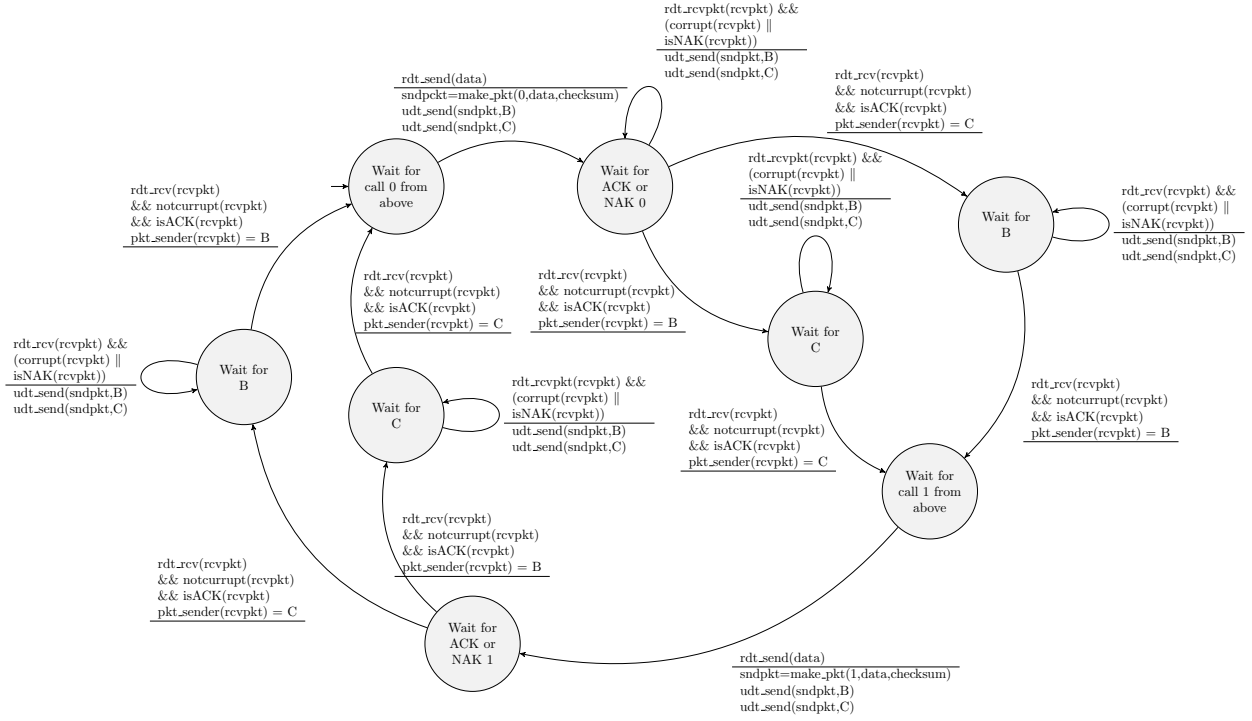 rdt_rcvpkt(rcvpkt) &&
(corrupt(rcvpkt) ||
isNAK(rcvpkt))
udt_send(sndpkt,B)
udt_send(sndpkt,C)
rdt_send(data)
sndpckt=make_pkt(0,data,checksum)
udt_send(sndpkt,B)
udt_send(sndpkt,C)
rdt_rcv(rcvpkt)
&& notcurrupt(rcvpkt)
&& isACK(rcvpkt)
pkt_sender(rcvpkt) = C
Wait for
call 0 from
above
Wait for
ACK or
NAK 0
rdt_rcvpkt(rcvpkt) &&
(corrupt(rcvpkt) ||
isNAK(rcvpkt))
udt_send(sndpkt,B)
udt_send(sndpkt,C)
Wait for
B
rdt_rcv(rcvpkt) &&
(corrupt(rcvpkt) ||
isNAK(rcvpkt))
udt_send(sndpkt,B)
udt_send(sndpkt,C)
rdt_rcv(rcvpkt)
&& notcurrupt(rcvpkt)
&& isACK(rcvpkt)
pkt_sender(rcvpkt) = B
rdt_rcv(rcvpkt)
&& notcurrupt(rcvpkt)
&& isACK(rcvpkt)
pkt_sender(rcvpkt) = C
rdt_rcv(rcvpkt)
&& notcurrupt(rcvpkt)
&& isACK(rcvpkt)
pkt_sender(rcvpkt) = B
Wait for
C
rdt_rcv(rcvpkt) &&
(corrupt(rcvpkt) ||
isNAK(rcvpkt))
udt_send(sndpkt,B)
udt_send(sndpkt,C)
Wait for
B
Wait for
C
rdt_rcvpkt(rcvpkt) &&
(corrupt(rcvpkt) ||
isNAK(rcvpkt))
udt_send(sndpkt,B)
udt_send(sndpkt,C)
rdt_rcv(rcvpkt)
&& notcurrupt(rcvpkt)
&& isACK(rcvpkt)
pkt_sender(rcvpkt) = C
rdt_rcv(rcvpkt)
&& notcurrupt(rcvpkt)
&& isACK(rcvpkt)
pkt_sender(rcvpkt) = B
Wait for
call 1 from
above
rdt_rcv(rcvpkt)
&& notcurrupt(rcvpkt)
&& isACK(rcvpkt)
pkt_sender(rcvpkt) = B
rdt_rcv(rcvpkt)
&& notcurrupt(rcvpkt)
&& isACK(rcvpkt)
pkt_sender(rcvpkt) = C
Wait for
ACK or
NAK 1
rdt_send(data)
sndpkt=make_pkt(1,data,checksum)
udt_send(sndpkt,B)
udt_send(sndpkt,C)